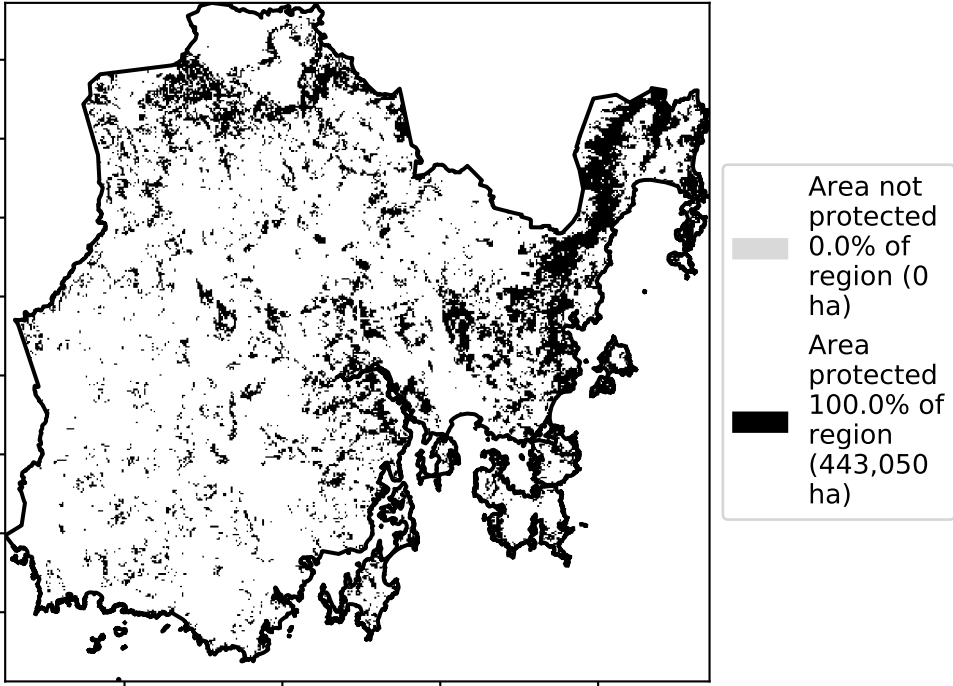 Area not
protected
0.0% of
region (0
ha)
Area
protected
100.0% of
region
(443,050
ha)